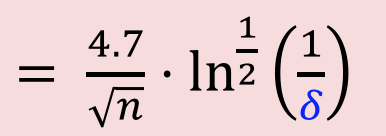 = 4.7/√n · ln^(1/2) (1/δ)